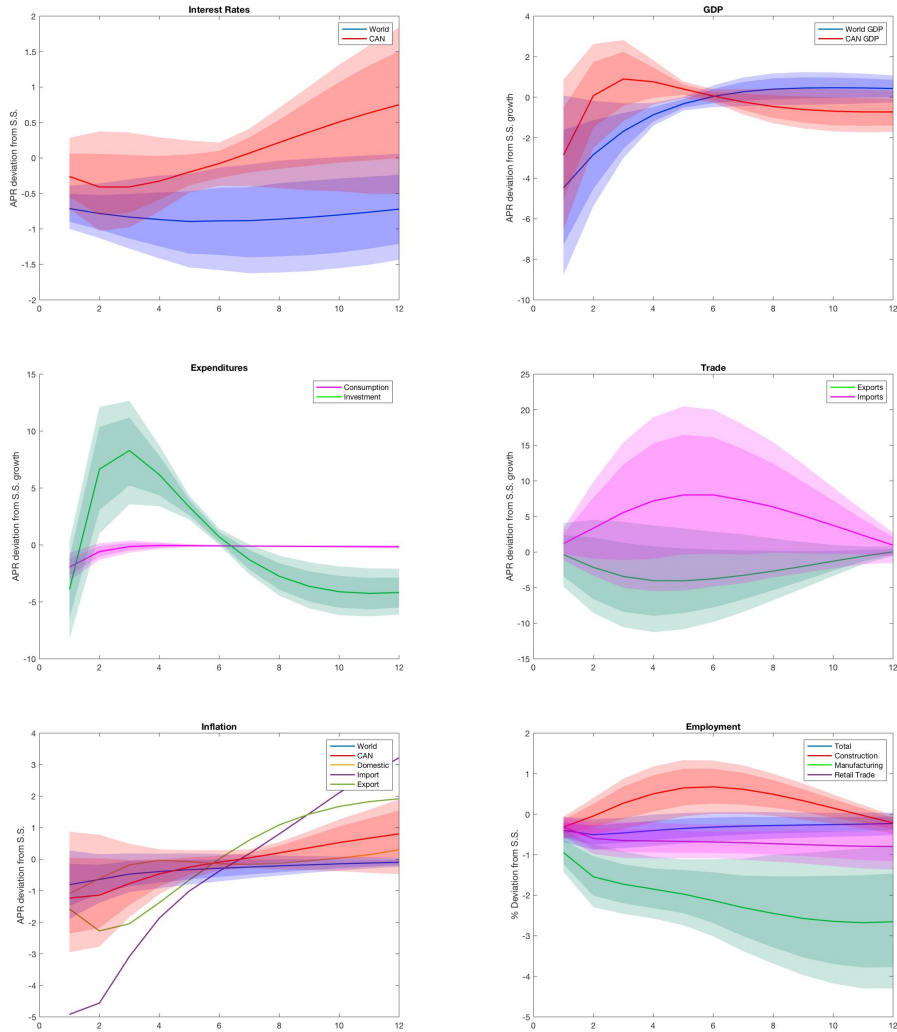 Interest Rates
World
CAN
APR deviation from S.S.
2
1.5
1
0.5
0
-0.5
-1
-1.5
-2
0 2 4 6 8 10 12
GDP
World GDP
CAN GDP
APR deviation from S.S. growth
4
2
0
-2
-4
-6
-8
-10
0 2 4 6 8 10 12
Expenditures
Consumption
Investment
APR deviation from S.S. growth
15
10
5
0
-5
-10
0 2 4 6 8 10 12
Trade
Exports
Imports
APR deviation from S.S. growth
25
20
15
10
5
0
-5
-10
-15
0 2 4 6 8 10 12
Inflation
World
CAN
Domestic
Import
Export
APR deviation from S.S.
5
4
3
2
1
0
-1
-2
-3
-4
-5
0 2 4 6 8 10 12
Employment
Total
Construction
Manufacturing
Retail Trade
% Deviation from S.S.
2
1
0
-1
-2
-3
-4
-5
0 2 4 6 8 10 12